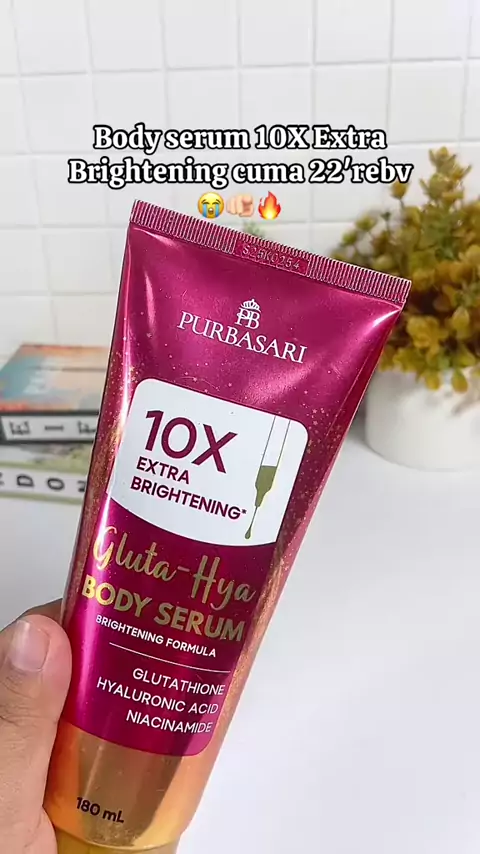 Body serum 10X Extra
Brightening cuma 22'rebv
😭🫵🏻🔥
PB
PURBASARI
10X
EXTRA
BRIGHTENING*
Gluta-Hya
BODY SERUM
BRIGHTENING FORMULA
GLUTATHIONE
HYALURONIC ACID
NIACINAMIDE
180 mL